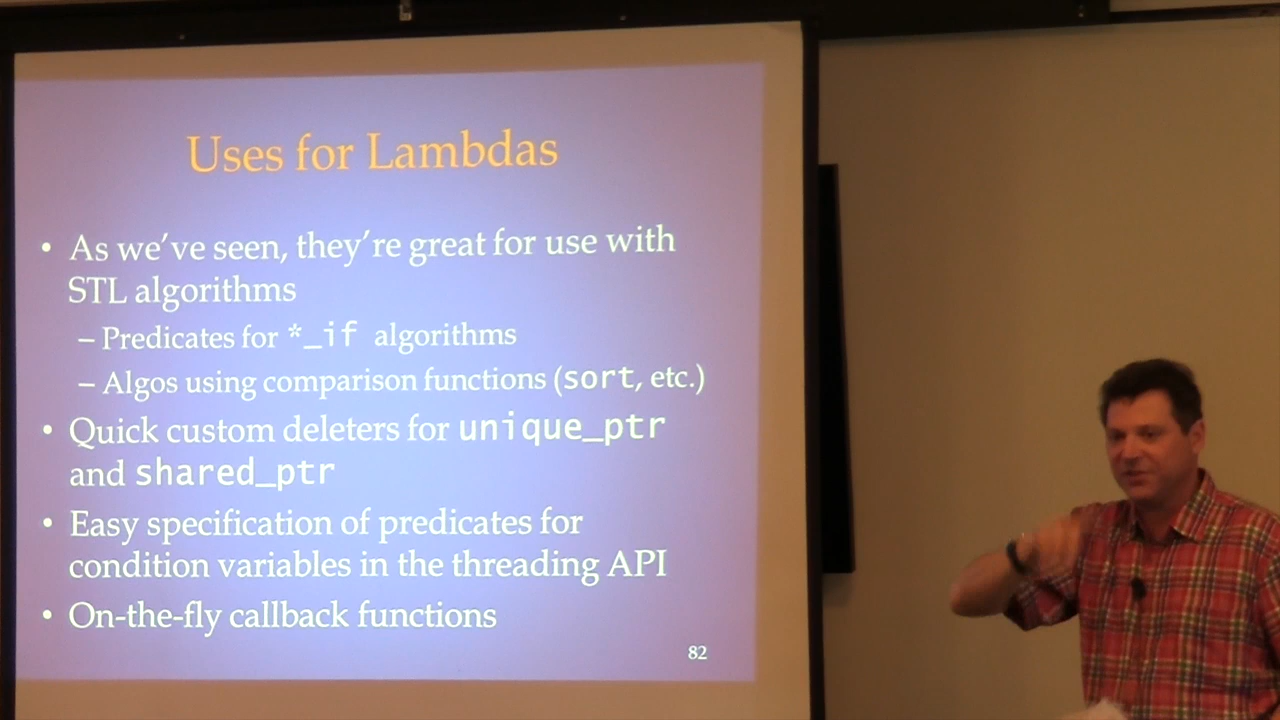 Uses for Lambdas
• As we've seen, they're great for use with
STL algorithms
– Predicates for *_if algorithms
– Algos using comparison functions (sort, etc.)
• Quick custom deleters for unique_ptr
and shared_ptr
• Easy specification of predicates for
condition variables in the threading API
• On-the-fly callback functions
82